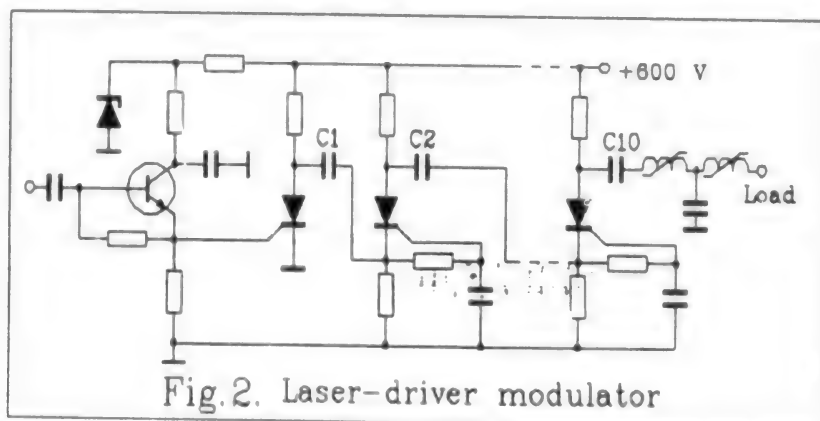 +600 V
C1
C2
C10
Load
Fig.2. Laser-driver modulator